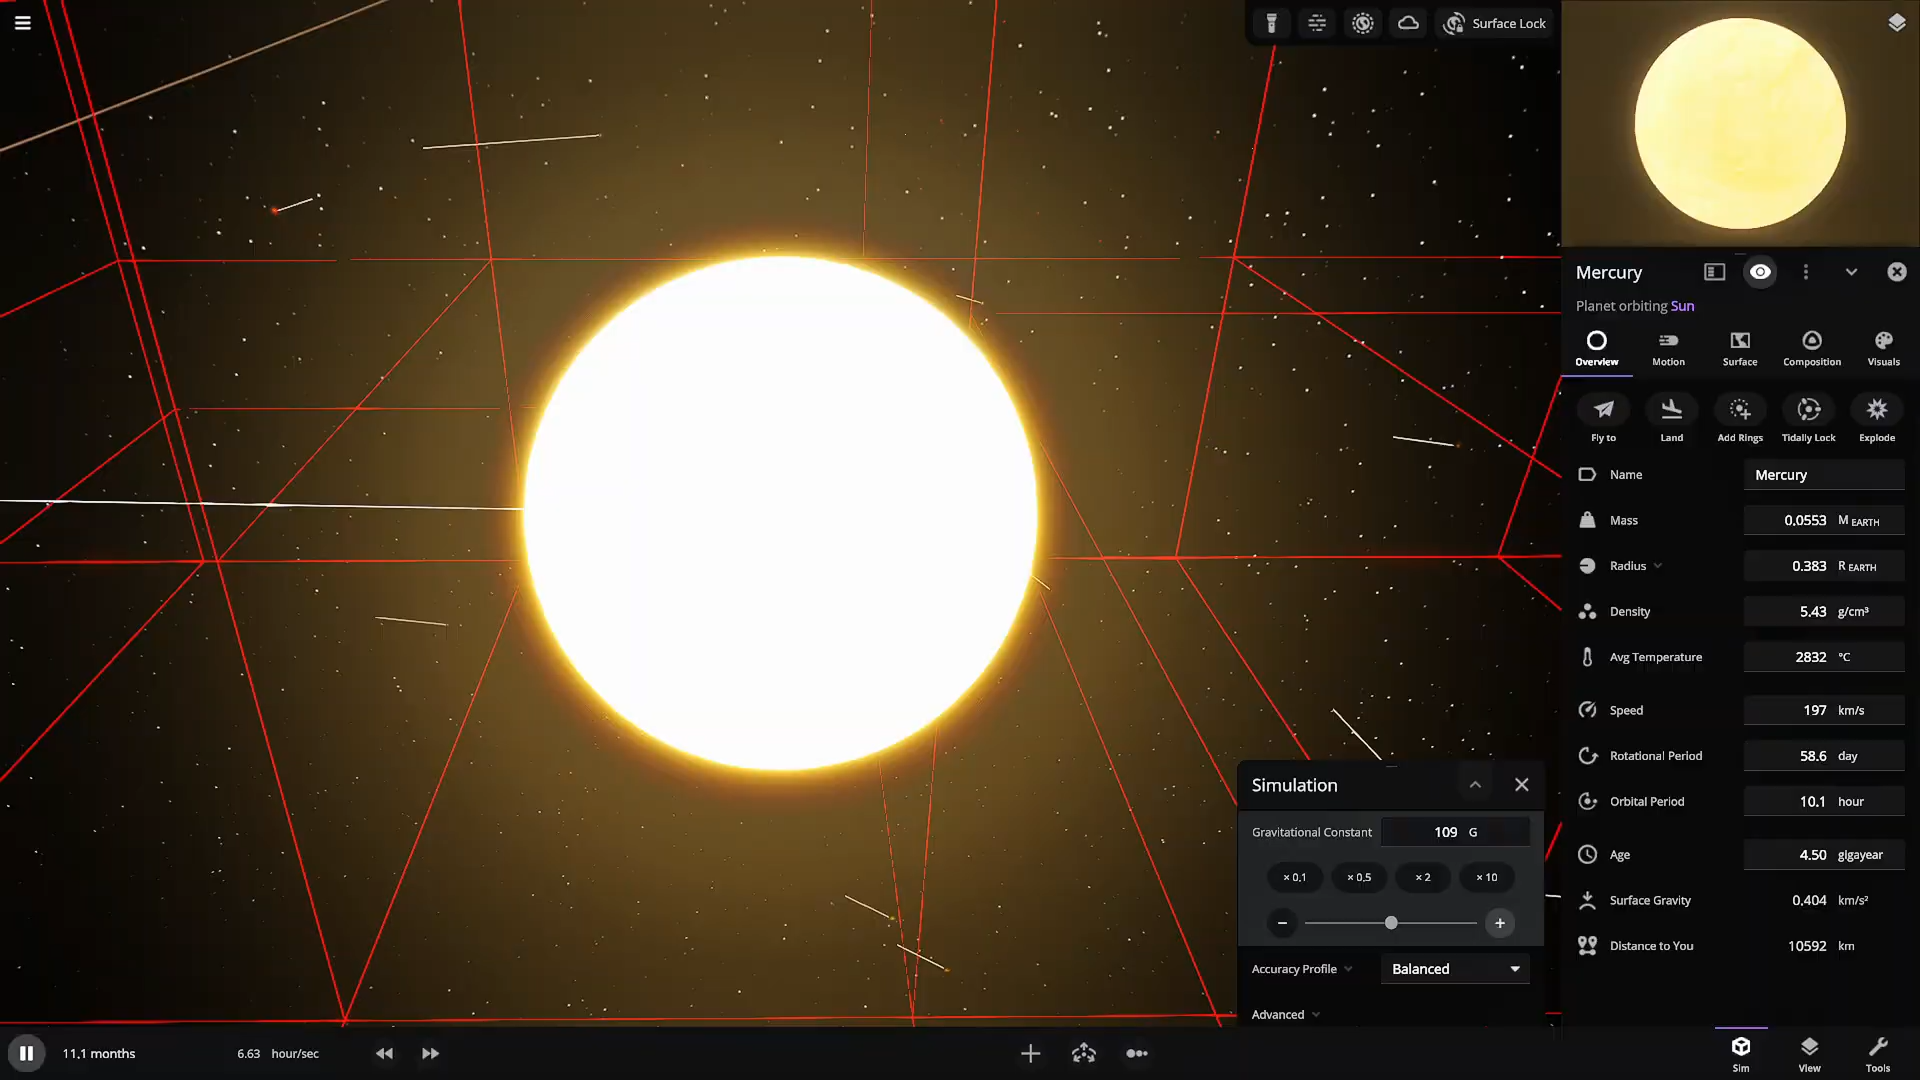 Surface Lock
Mercury
Planet orbiting Sun
Overview
Motion
Surface
Composition
Visuals
Fly to
Land
Add Rings
Tidally Lock
Explode
Name Mercury
Mass 0.0553 M EARTH
Radius 0.383 R EARTH
Density 5.43 g/cm³
Avg Temperature 2832 °C
Speed 197 km/s
Rotational Period 58.6 day
Orbital Period 10.1 hour
Age 4.50 gigayear
Surface Gravity 0.404 km/s²
Distance to You 10592 km
Simulation
Gravitational Constant 109 G
× 0.1 × 0.5 × 2 × 10
Accuracy Profile Balanced
Advanced
11.1 months
6.63 hour/sec
Sim
View
Tools